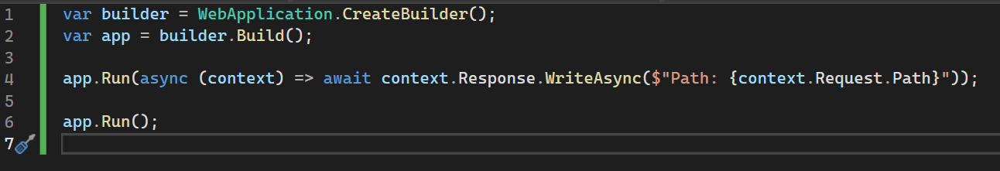 1 var builder = WebApplication.CreateBuilder();
2 var app = builder.Build();
3
4 app.Run(async (context) => await context.Response.WriteAsync($"Path: {context.Request.Path}"));
5
6 app.Run();
7